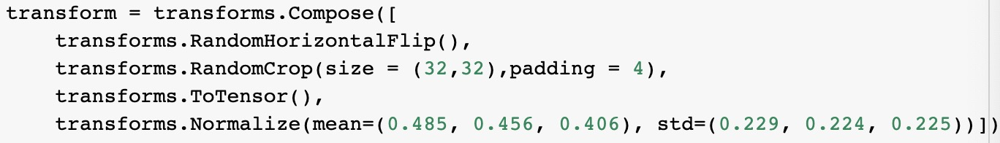 transform = transforms.Compose([
    transforms.RandomHorizontalFlip(),
    transforms.RandomCrop(size = (32,32),padding = 4),
    transforms.ToTensor(),
    transforms.Normalize(mean=(0.485, 0.456, 0.406), std=(0.229, 0.224, 0.225))])